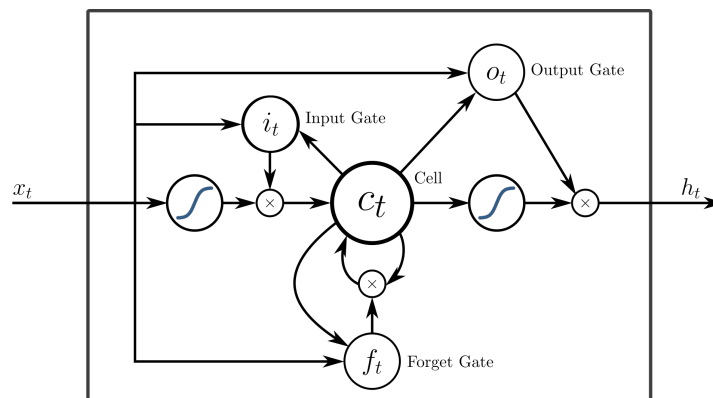 o_t Output Gate
i_t Input Gate
Cell
x_t
×
c_t
×
h_t
×
f_t Forget Gate